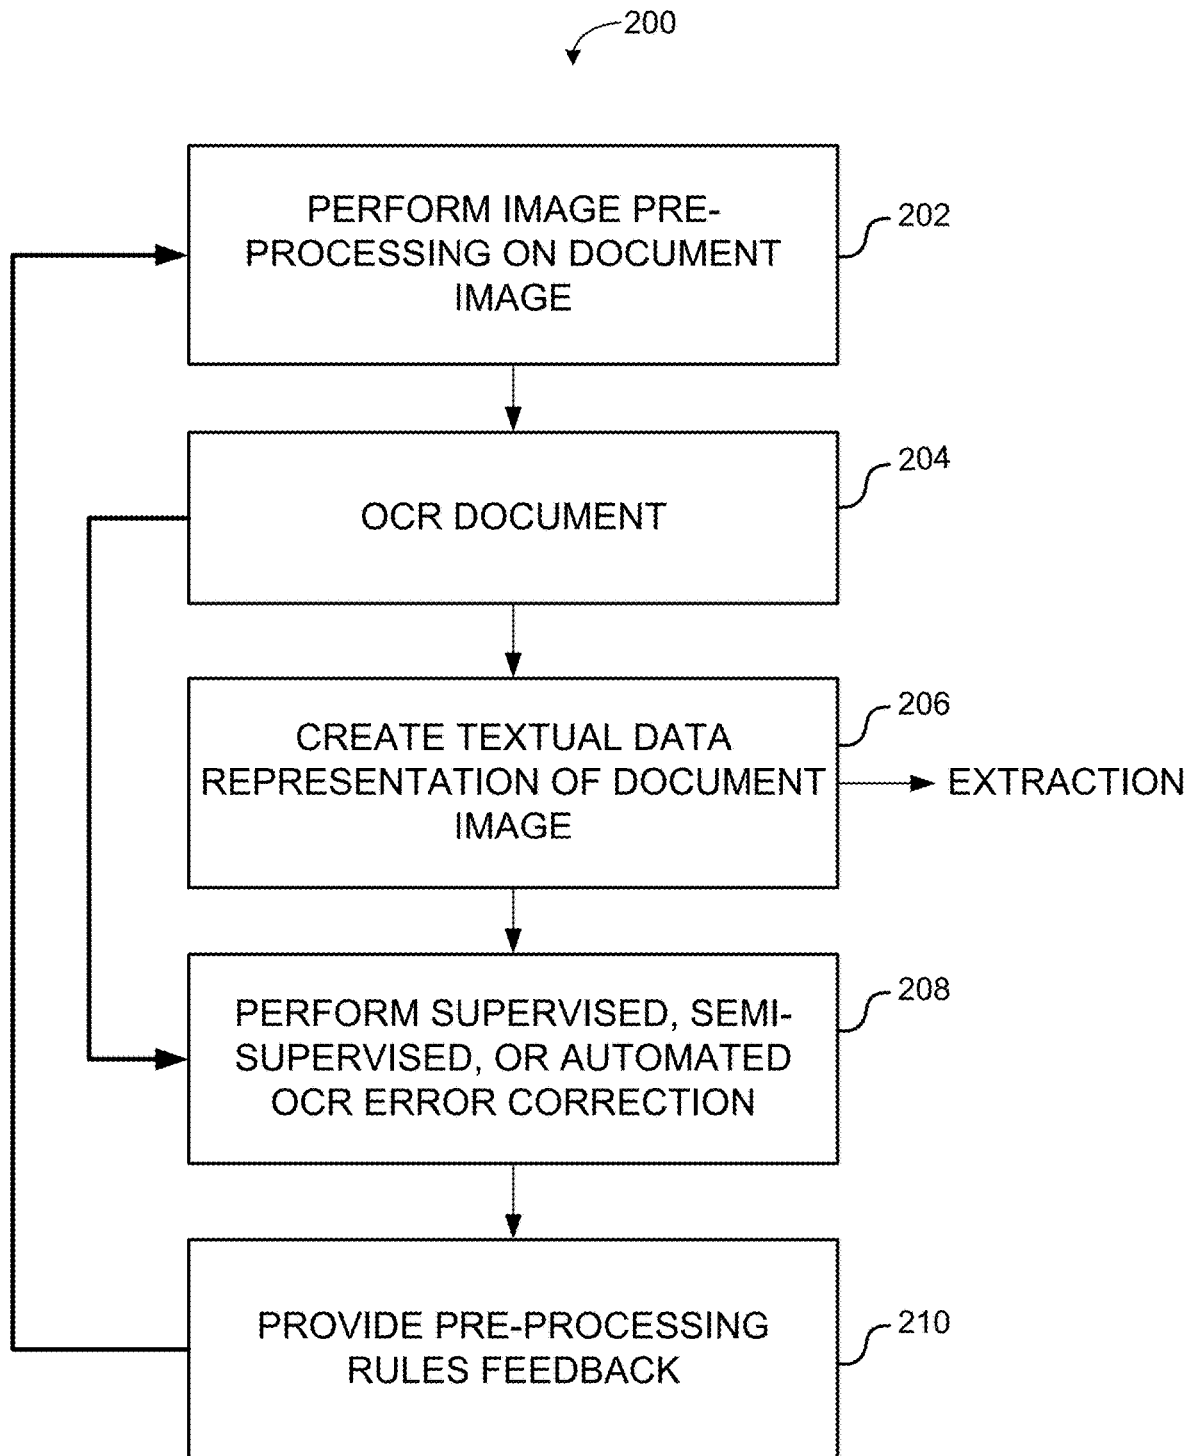 200
PERFORM IMAGE PRE-
PROCESSING ON DOCUMENT
IMAGE
202
OCR DOCUMENT
204
CREATE TEXTUAL DATA
REPRESENTATION OF DOCUMENT
IMAGE
206
EXTRACTION
PERFORM SUPERVISED, SEMI-
SUPERVISED, OR AUTOMATED
OCR ERROR CORRECTION
208
PROVIDE PRE-PROCESSING
RULES FEEDBACK
210